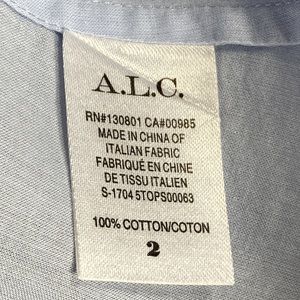 A.L.C.
RN#130801 CA#00985
MADE IN CHINA OF
ITALIAN FABRIC
FABRIQUÉ EN CHINE
DE TISSU ITALIEN
S-1704 5TOPS00063
100% COTTON/COTON
2